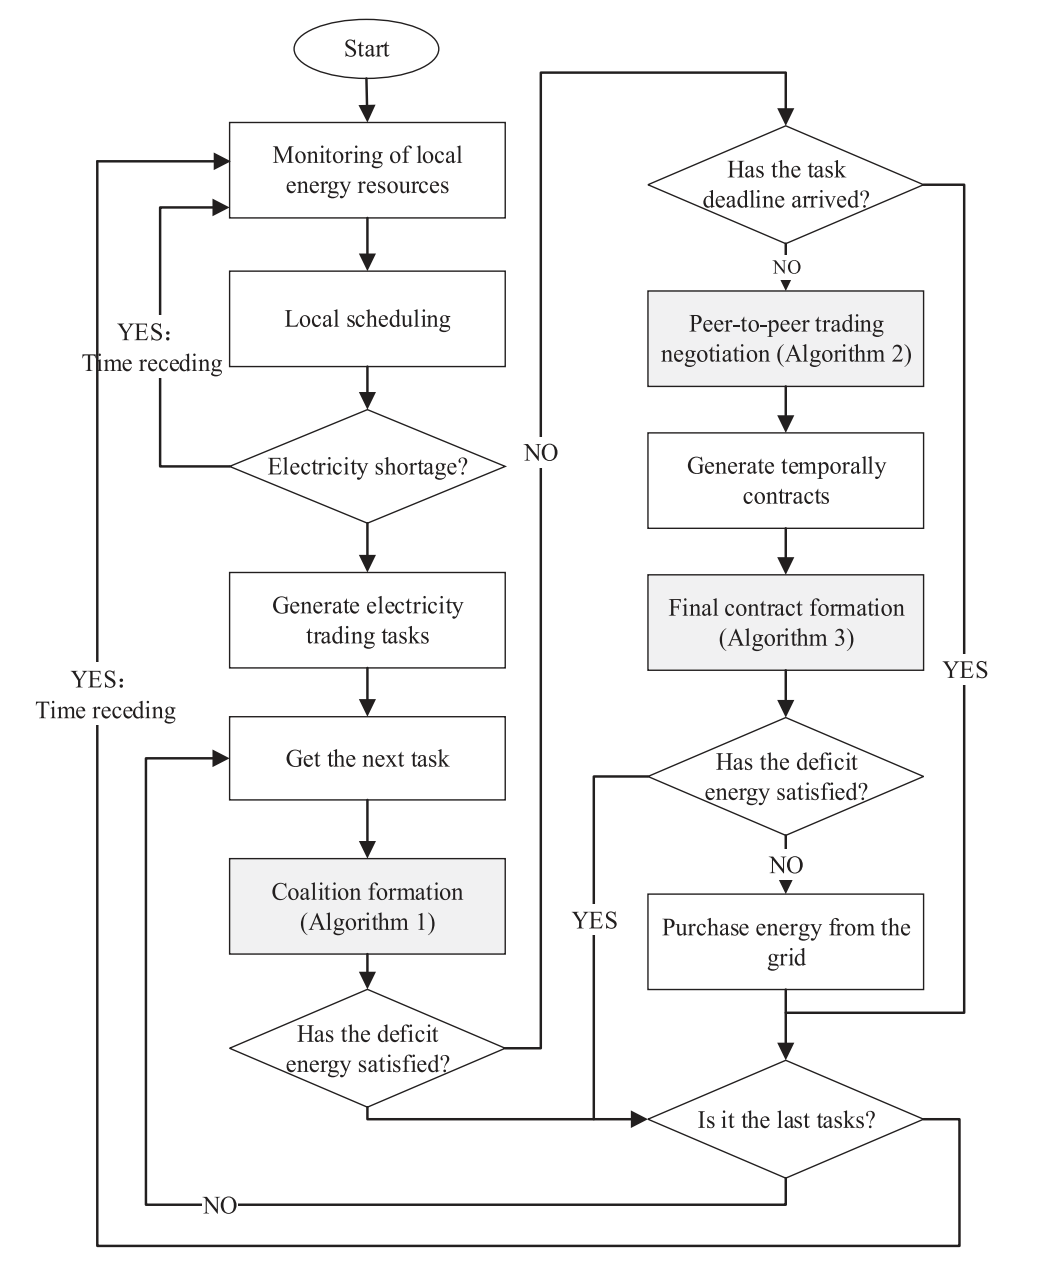 Start
Monitoring of local
energy resources
Local scheduling
YES:
Time receding
Electricity shortage?
Generate electricity
trading tasks
YES:
Time receding
Get the next task
Coalition formation
(Algorithm 1)
Has the deficit
energy satisfied?
NO
Has the task
deadline arrived?
NO
Peer-to-peer trading
negotiation (Algorithm 2)
Generate temporally
contracts
Final contract formation
(Algorithm 3)
YES
Has the deficit
energy satisfied?
NO
YES
Purchase energy from the
grid
Is it the last tasks?
NO